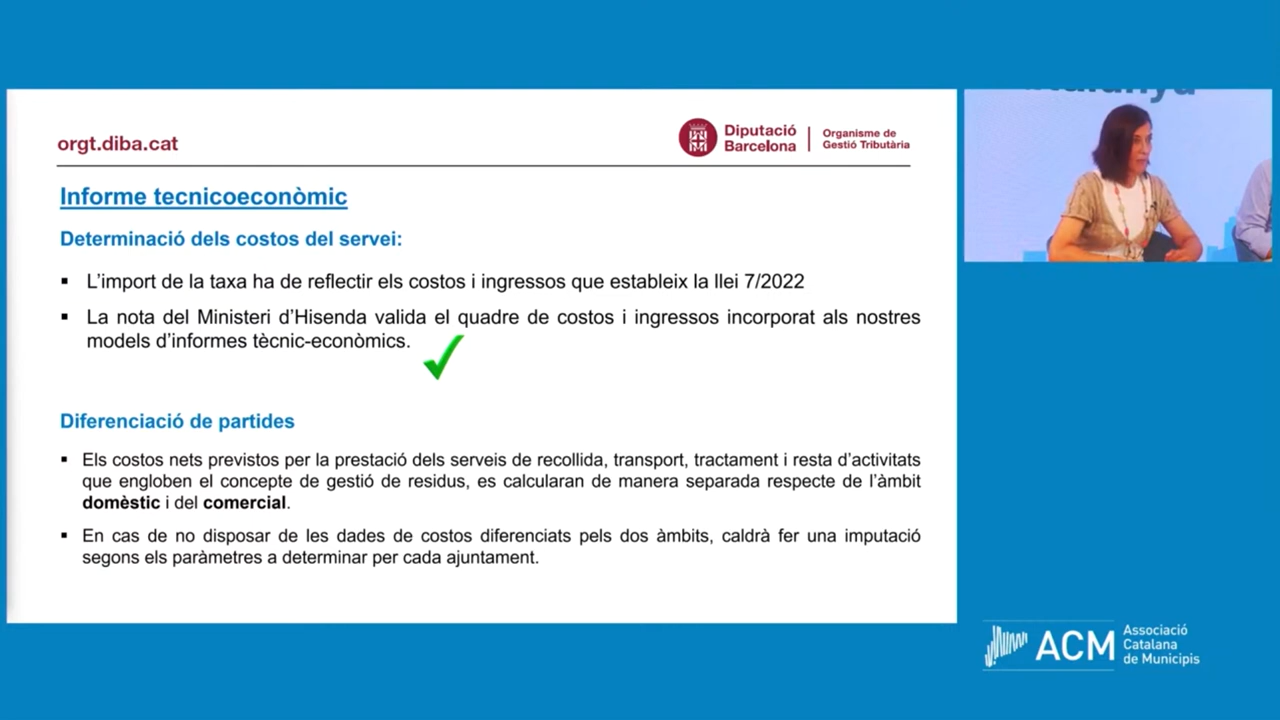 orgt.diba.cat
Diputació
Barcelona
Organisme de
Gestió Tributària
Informe tecnicoeconòmic
Determinació dels costos del servei:
▪ L’import de la taxa ha de reflectir els costos i ingressos que estableix la llei 7/2022
▪ La nota del Ministeri d’Hisenda valida el quadre de costos i ingressos incorporat als nostres
models d’informes tècnic-econòmics.
Diferenciació de partides
▪ Els costos nets previstos per la prestació dels serveis de recollida, transport, tractament i resta d’activitats
que engloben el concepte de gestió de residus, es calcularan de manera separada respecte de l’àmbit
domèstic i del comercial.
▪ En cas de no disposar de les dades de costos diferenciats pels dos àmbits, caldrà fer una imputació
segons els paràmetres a determinar per cada ajuntament.
ACM
Associació
Catalana
de Municipis